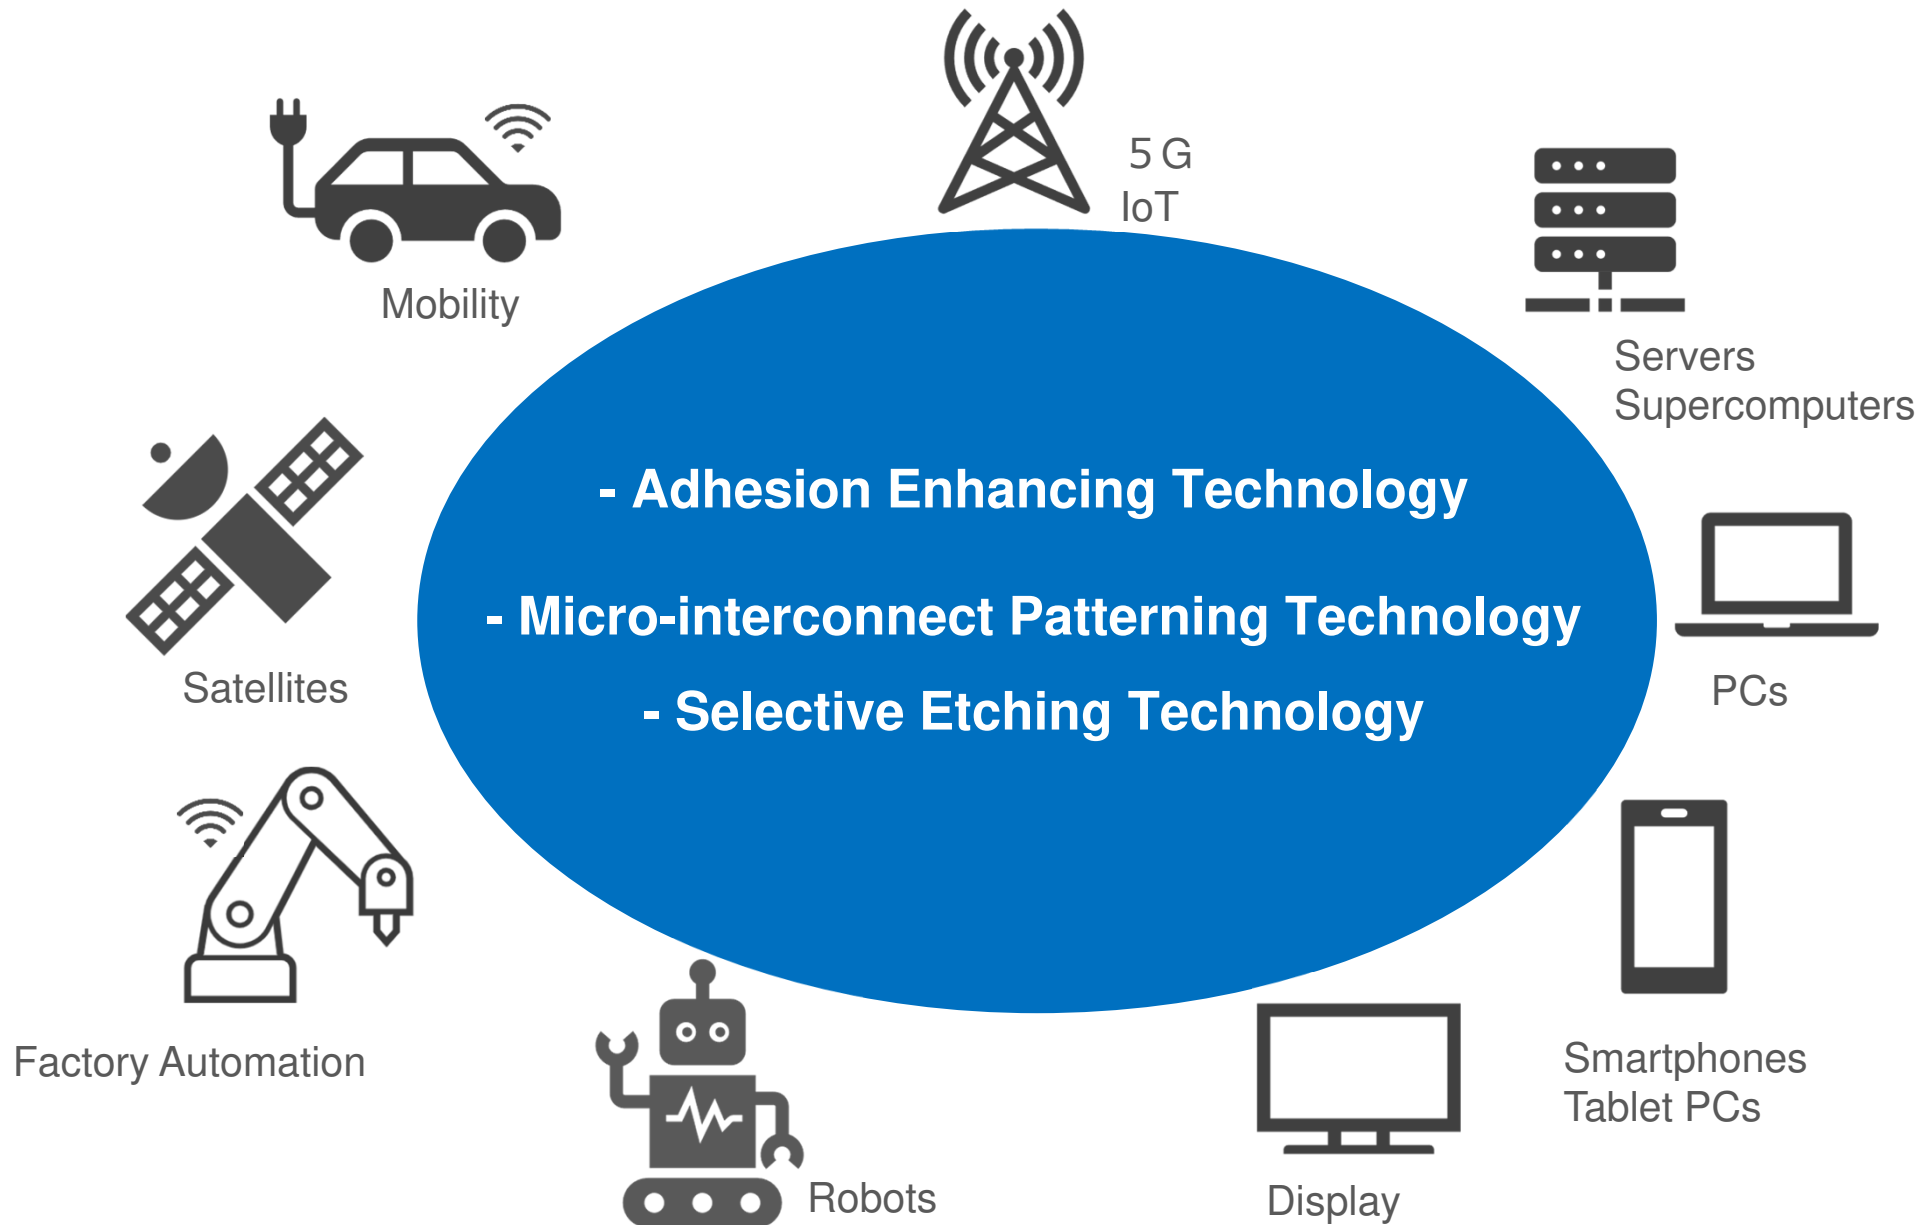 5 G
IoT
Mobility
Servers
Supercomputers
- Adhesion Enhancing Technology
- Micro-interconnect Patterning Technology
- Selective Etching Technology
Satellites
PCs
Factory Automation
Smartphones
Tablet PCs
Robots
Display